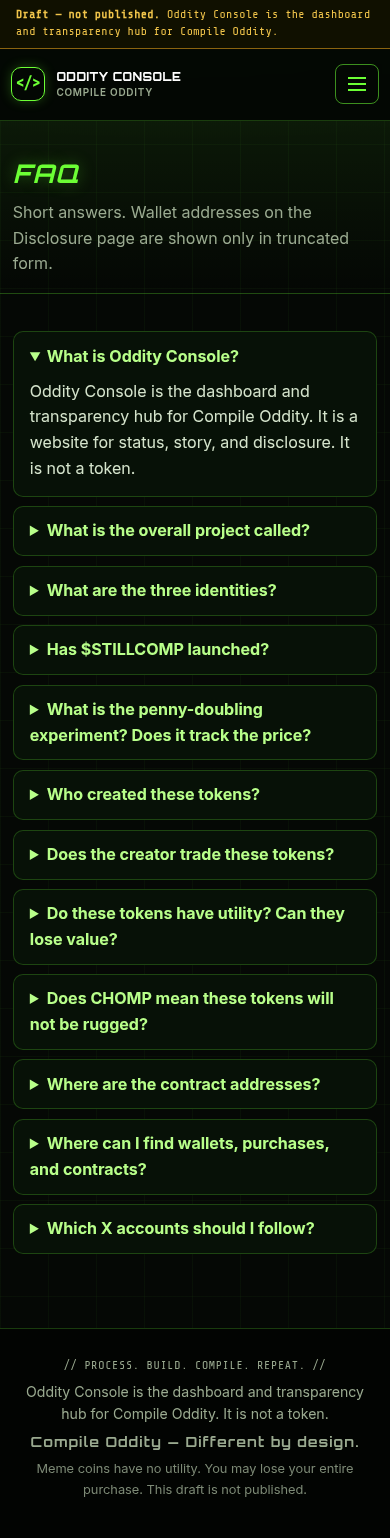 Draft — not published. Oddity Console is the dashboard
and transparency hub for Compile Oddity.
</>
ODDITY CONSOLE
COMPILE ODDITY
FAQ
Short answers. Wallet addresses on the
Disclosure page are shown only in truncated
form.
▼ What is Oddity Console?
Oddity Console is the dashboard and
transparency hub for Compile Oddity. It is a
website for status, story, and disclosure. It
is not a token.
▶ What is the overall project called?
▶ What are the three identities?
▶ Has $STILLCOMP launched?
▶ What is the penny-doubling
experiment? Does it track the price?
▶ Who created these tokens?
▶ Does the creator trade these tokens?
▶ Do these tokens have utility? Can they
lose value?
▶ Does CHOMP mean these tokens will
not be rugged?
▶ Where are the contract addresses?
▶ Where can I find wallets, purchases,
and contracts?
▶ Which X accounts should I follow?
// PROCESS. BUILD. COMPILE. REPEAT. //
Oddity Console is the dashboard and transparency
hub for Compile Oddity. It is not a token.
Compile Oddity — Different by design.
Meme coins have no utility. You may lose your entire
purchase. This draft is not published.